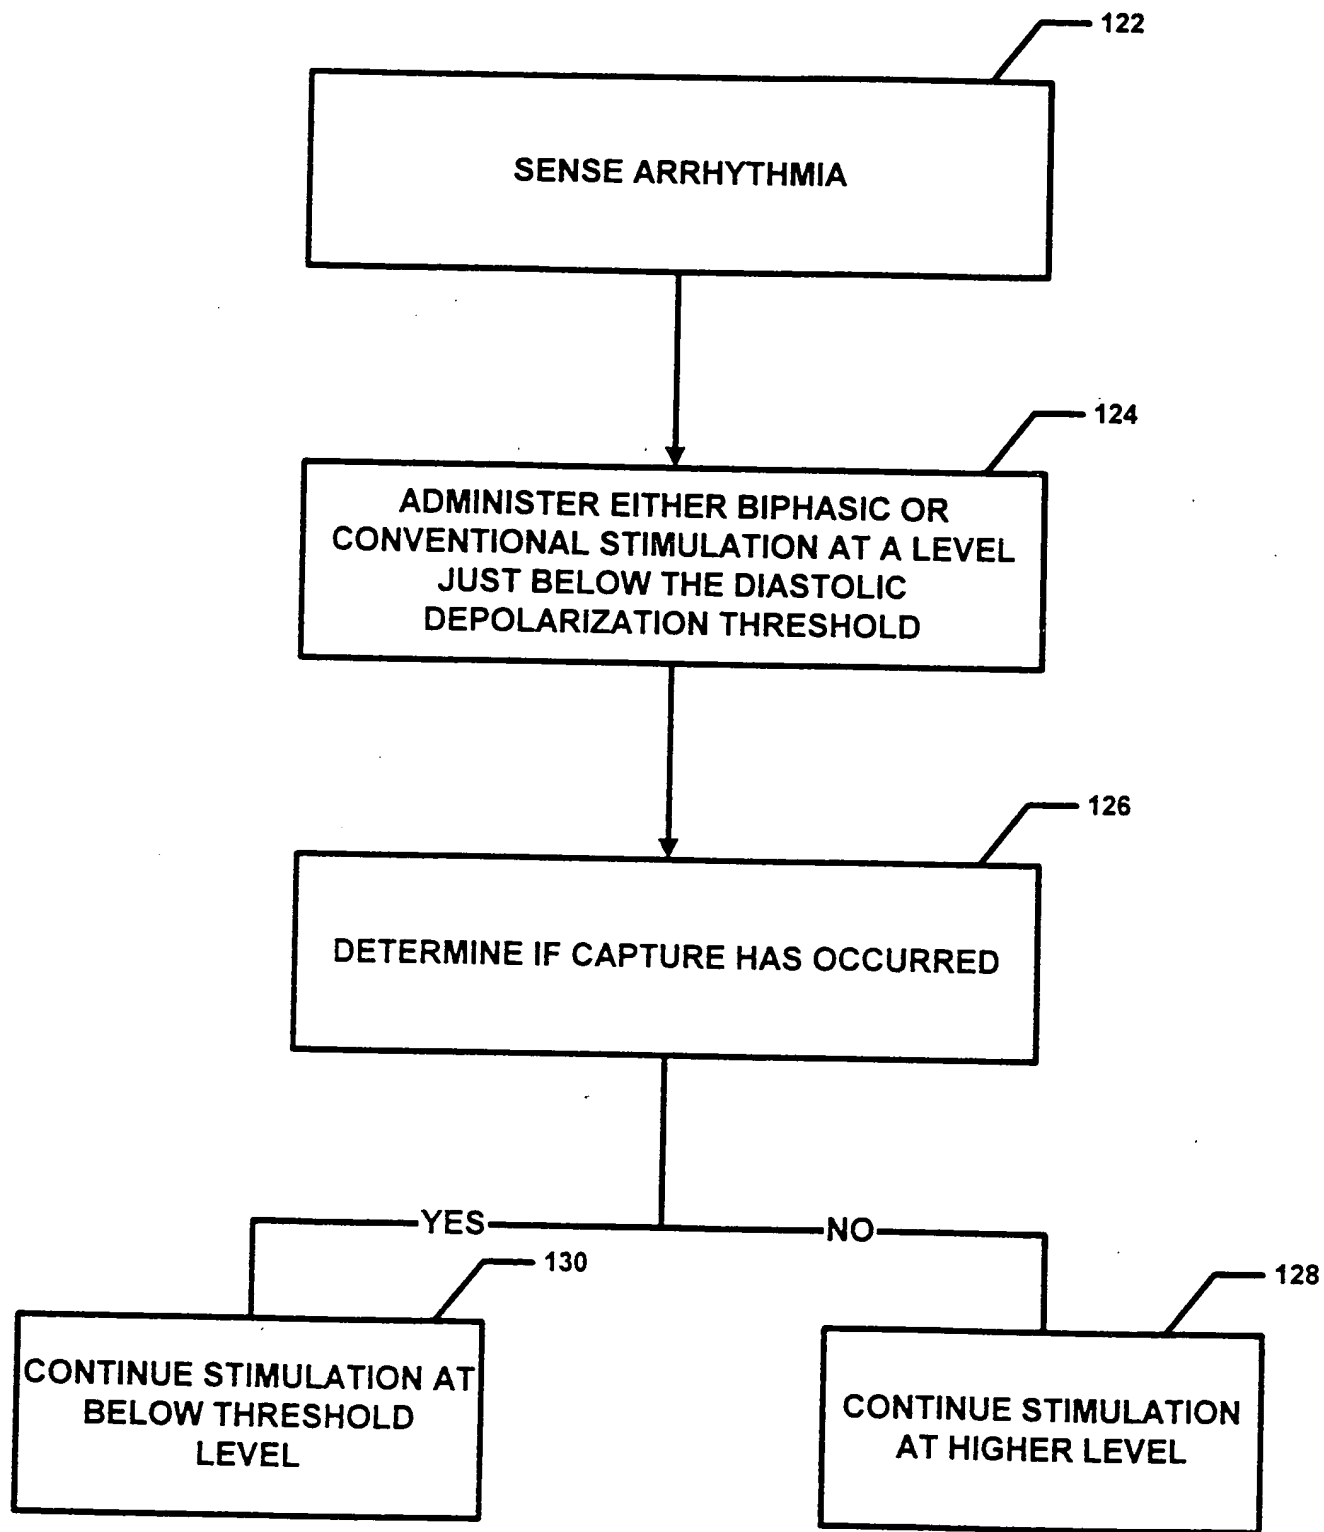 122
SENSE ARRHYTHMIA
124
ADMINISTER EITHER BIPHASIC OR
CONVENTIONAL STIMULATION AT A LEVEL
JUST BELOW THE DIASTOLIC
DEPOLARIZATION THRESHOLD
126
DETERMINE IF CAPTURE HAS OCCURRED
YES
NO
130
128
CONTINUE STIMULATION AT
BELOW THRESHOLD
LEVEL
CONTINUE STIMULATION
AT HIGHER LEVEL